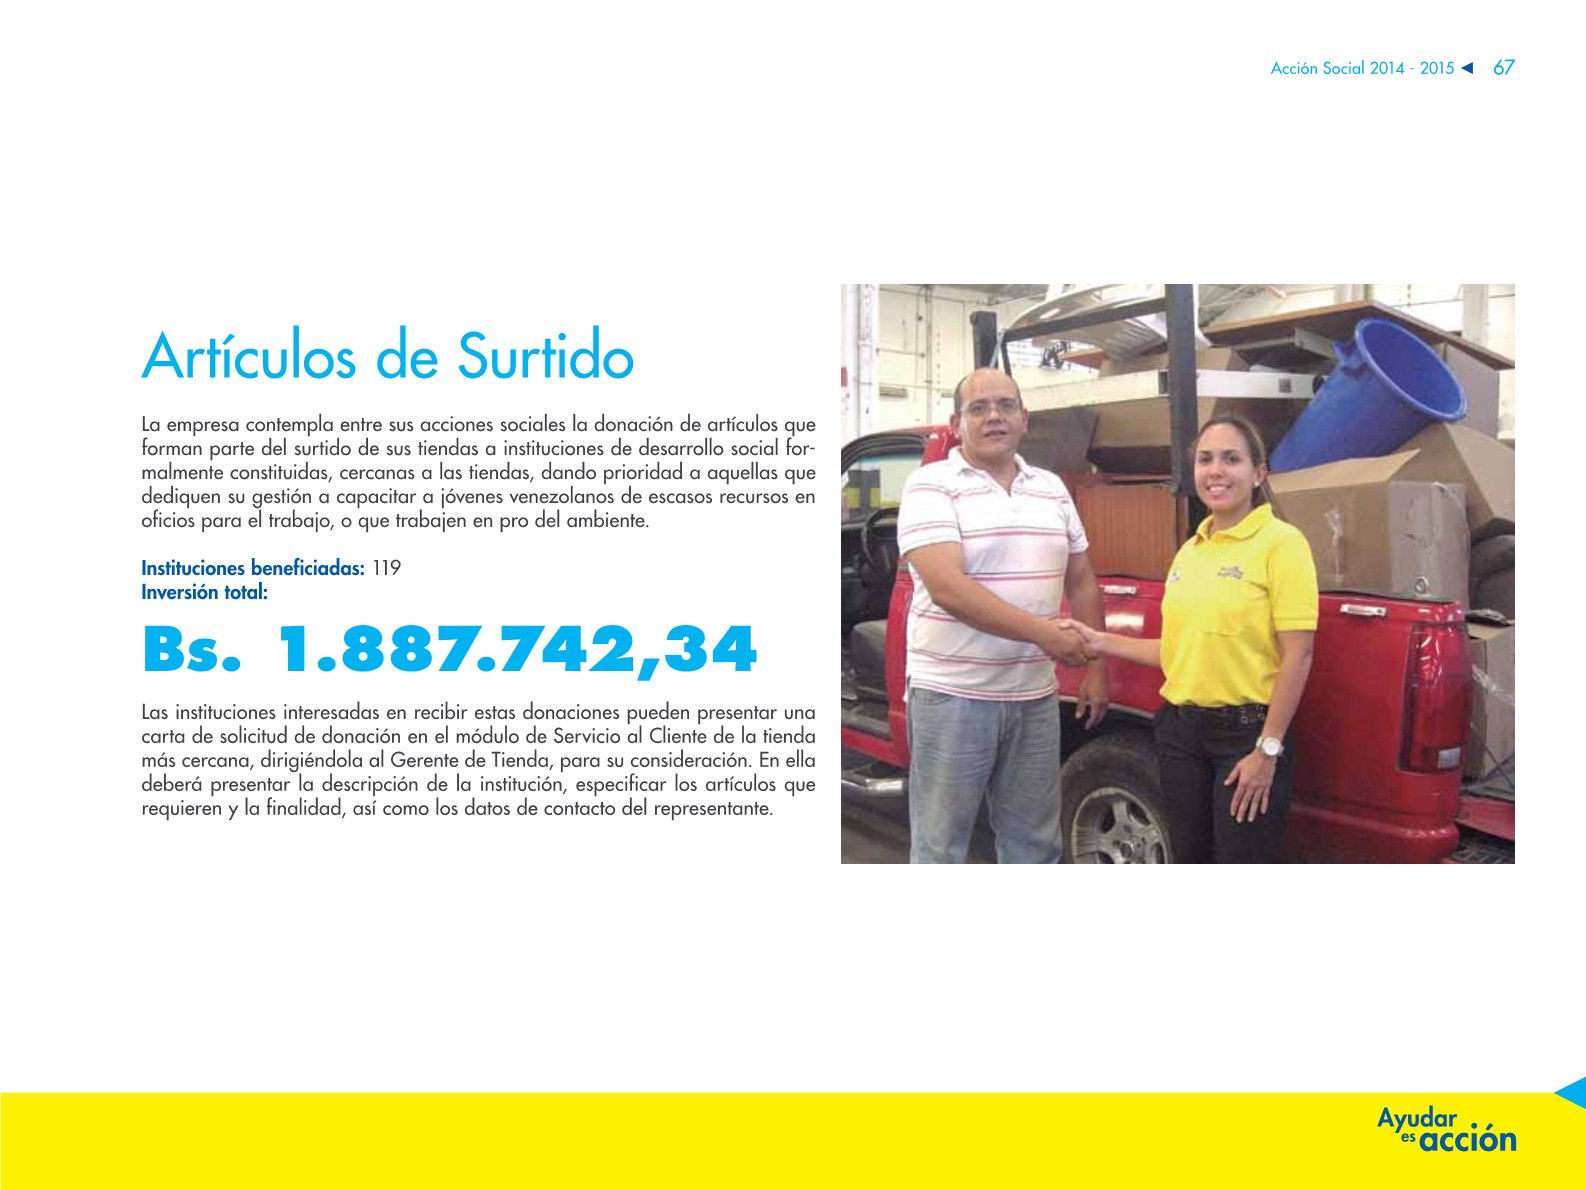 Acción Social 2014 - 2015 ◀ 67
Artículos de Surtido
La empresa contempla entre sus acciones sociales la donación de artículos que
forman parte del surtido de sus tiendas a instituciones de desarrollo social for-
malmente constituidas, cercanas a las tiendas, dando prioridad a aquellas que
dediquen su gestión a capacitar a jóvenes venezolanos de escasos recursos en
oficios para el trabajo, o que trabajen en pro del ambiente.
Instituciones beneficiadas: 119
Inversión total:
Bs. 1.887.742,34
Las instituciones interesadas en recibir estas donaciones pueden presentar una
carta de solicitud de donación en el módulo de Servicio al Cliente de la tienda
más cercana, dirigiéndola al Gerente de Tienda, para su consideración. En ella
deberá presentar la descripción de la institución, especificar los artículos que
requieren y la finalidad, así como los datos de contacto del representante.
Ayudar
es acción